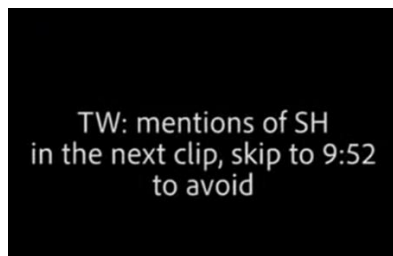 TW: mentions of SH
in the next clip, skip to 9:52
to avoid